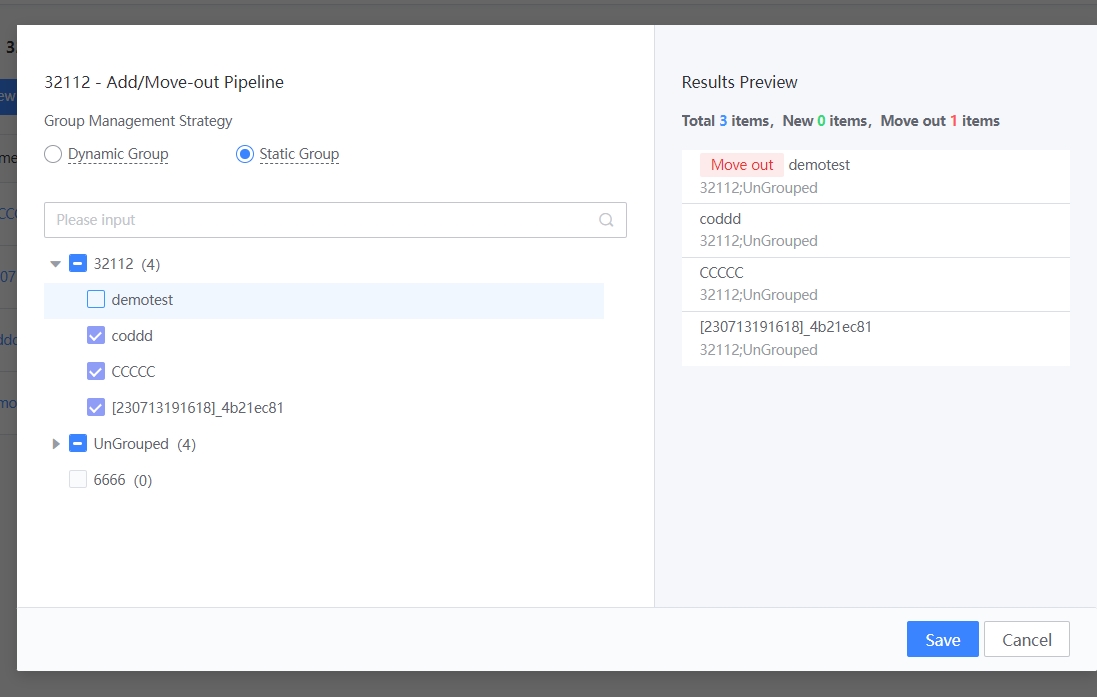 32112 - Add/Move-out Pipeline
Group Management Strategy
Dynamic Group Static Group
Please input
32112 (4)
demotest
coddd
CCCCC
[230713191618]_4b21ec81
UnGrouped (4)
6666 (0)
Results Preview
Total 3 items, New 0 items, Move out 1 items
Move out demotest
32112;UnGrouped
coddd
32112;UnGrouped
CCCCC
32112;UnGrouped
[230713191618]_4b21ec81
32112;UnGrouped
Save Cancel